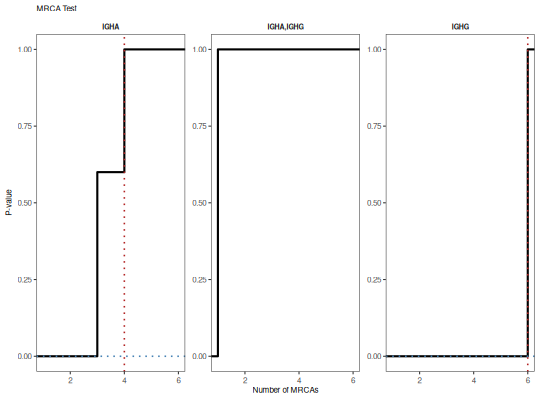 MRCA Test
IGHA IGHA,IGHG IGHG
1.00 1.00 1.00
0.75 0.75 0.75
P-value
0.50 0.50 0.50
0.25 0.25 0.25
0.00 0.00 0.00
2 4 6 2 4 6 2 4 6
Number of MRCAs